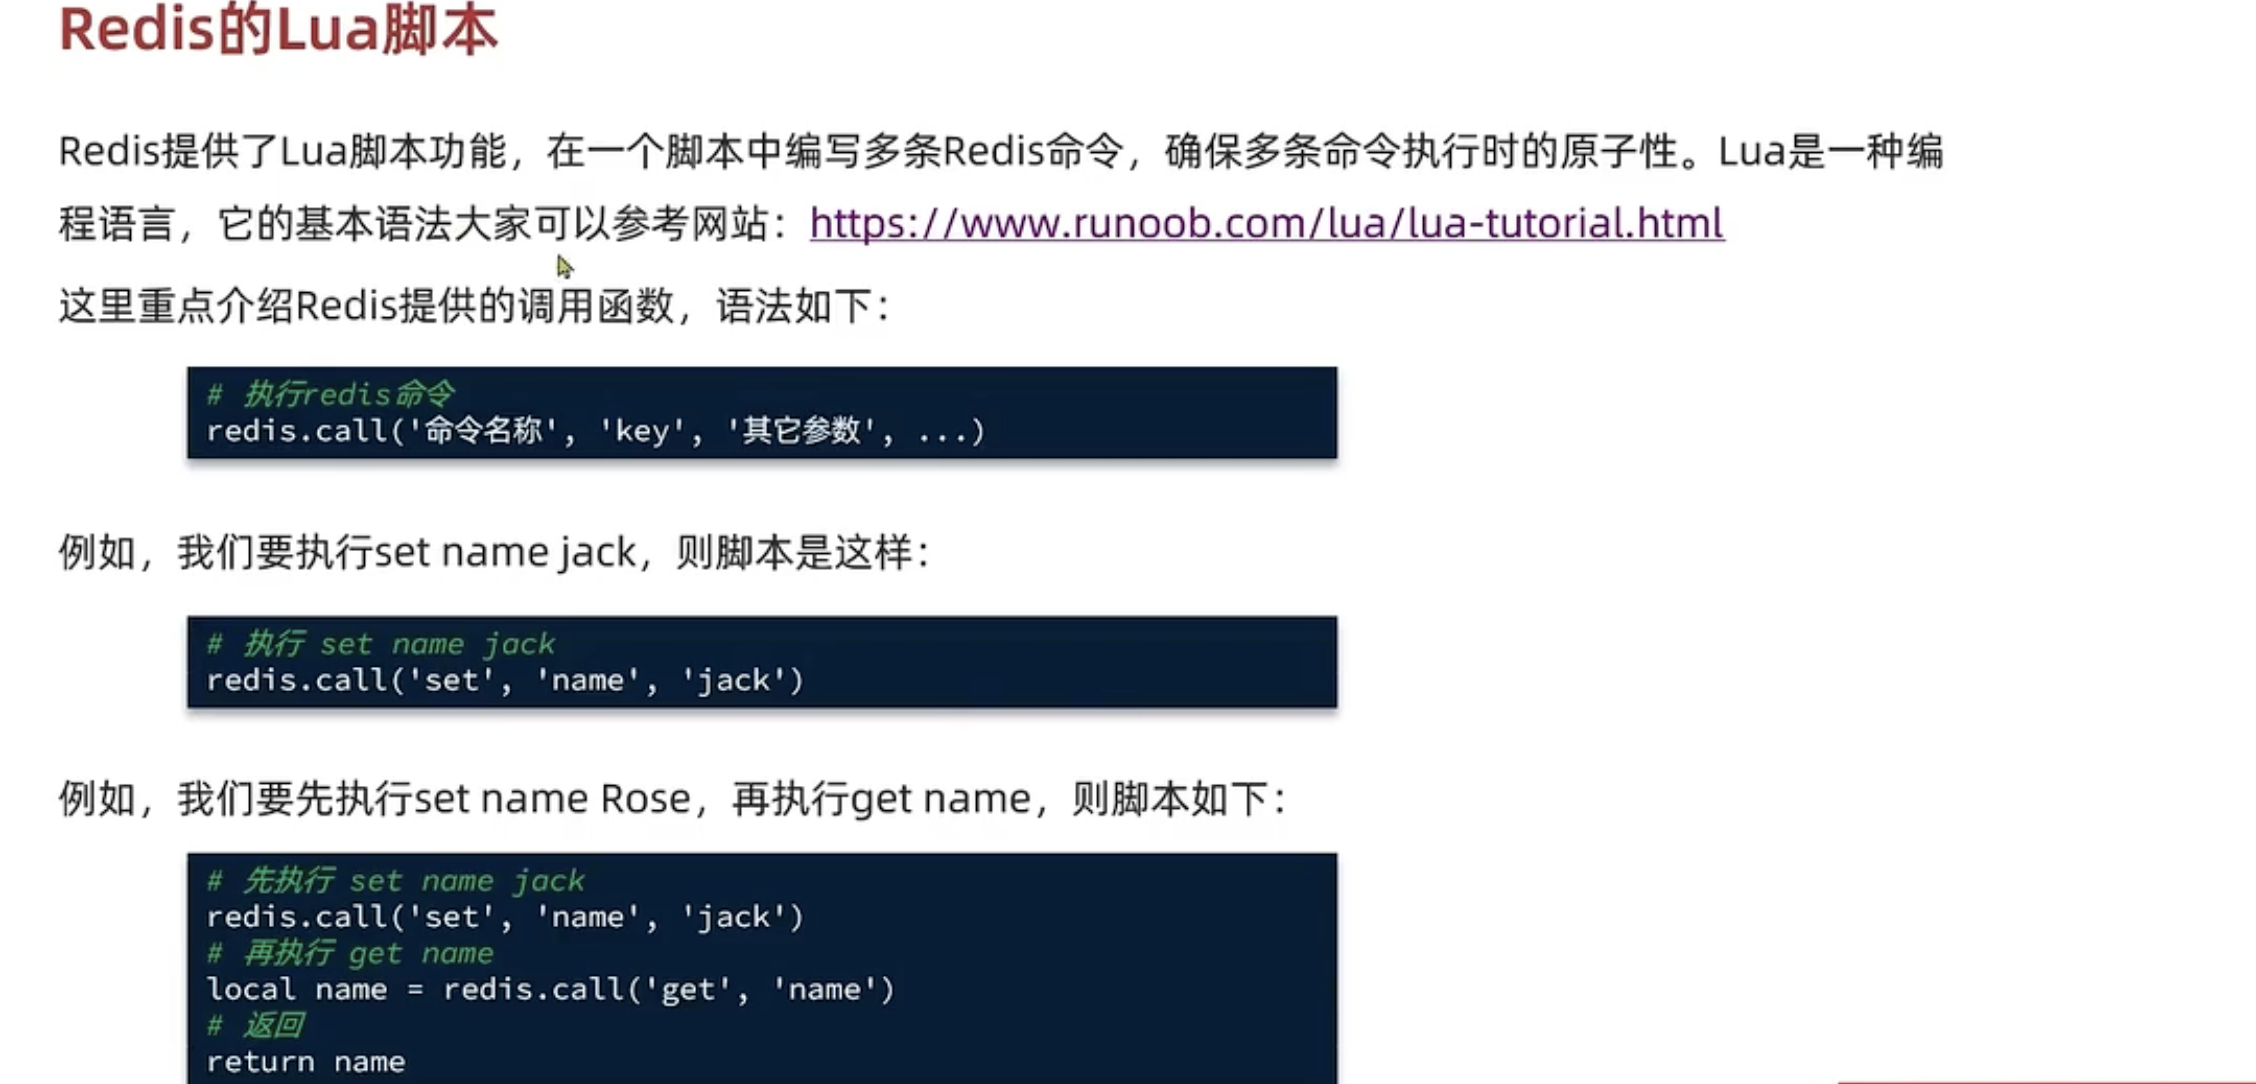 Redis的Lua脚本
Redis提供了Lua脚本功能，在一个脚本中编写多条Redis命令，确保多条命令执行时的原子性。Lua是一种编
程语言，它的基本语法大家可以参考网站：https://www.runoob.com/lua/lua-tutorial.html
这里重点介绍Redis提供的调用函数，语法如下：
# 执行redis命令
redis.call('命令名称', 'key', '其它参数', ...)
例如，我们要执行set name jack，则脚本是这样：
# 执行 set name jack
redis.call('set', 'name', 'jack')
例如，我们要先执行set name Rose，再执行get name，则脚本如下：
# 先执行 set name jack
redis.call('set', 'name', 'jack')
# 再执行 get name
local name = redis.call('get', 'name')
# 返回
return name